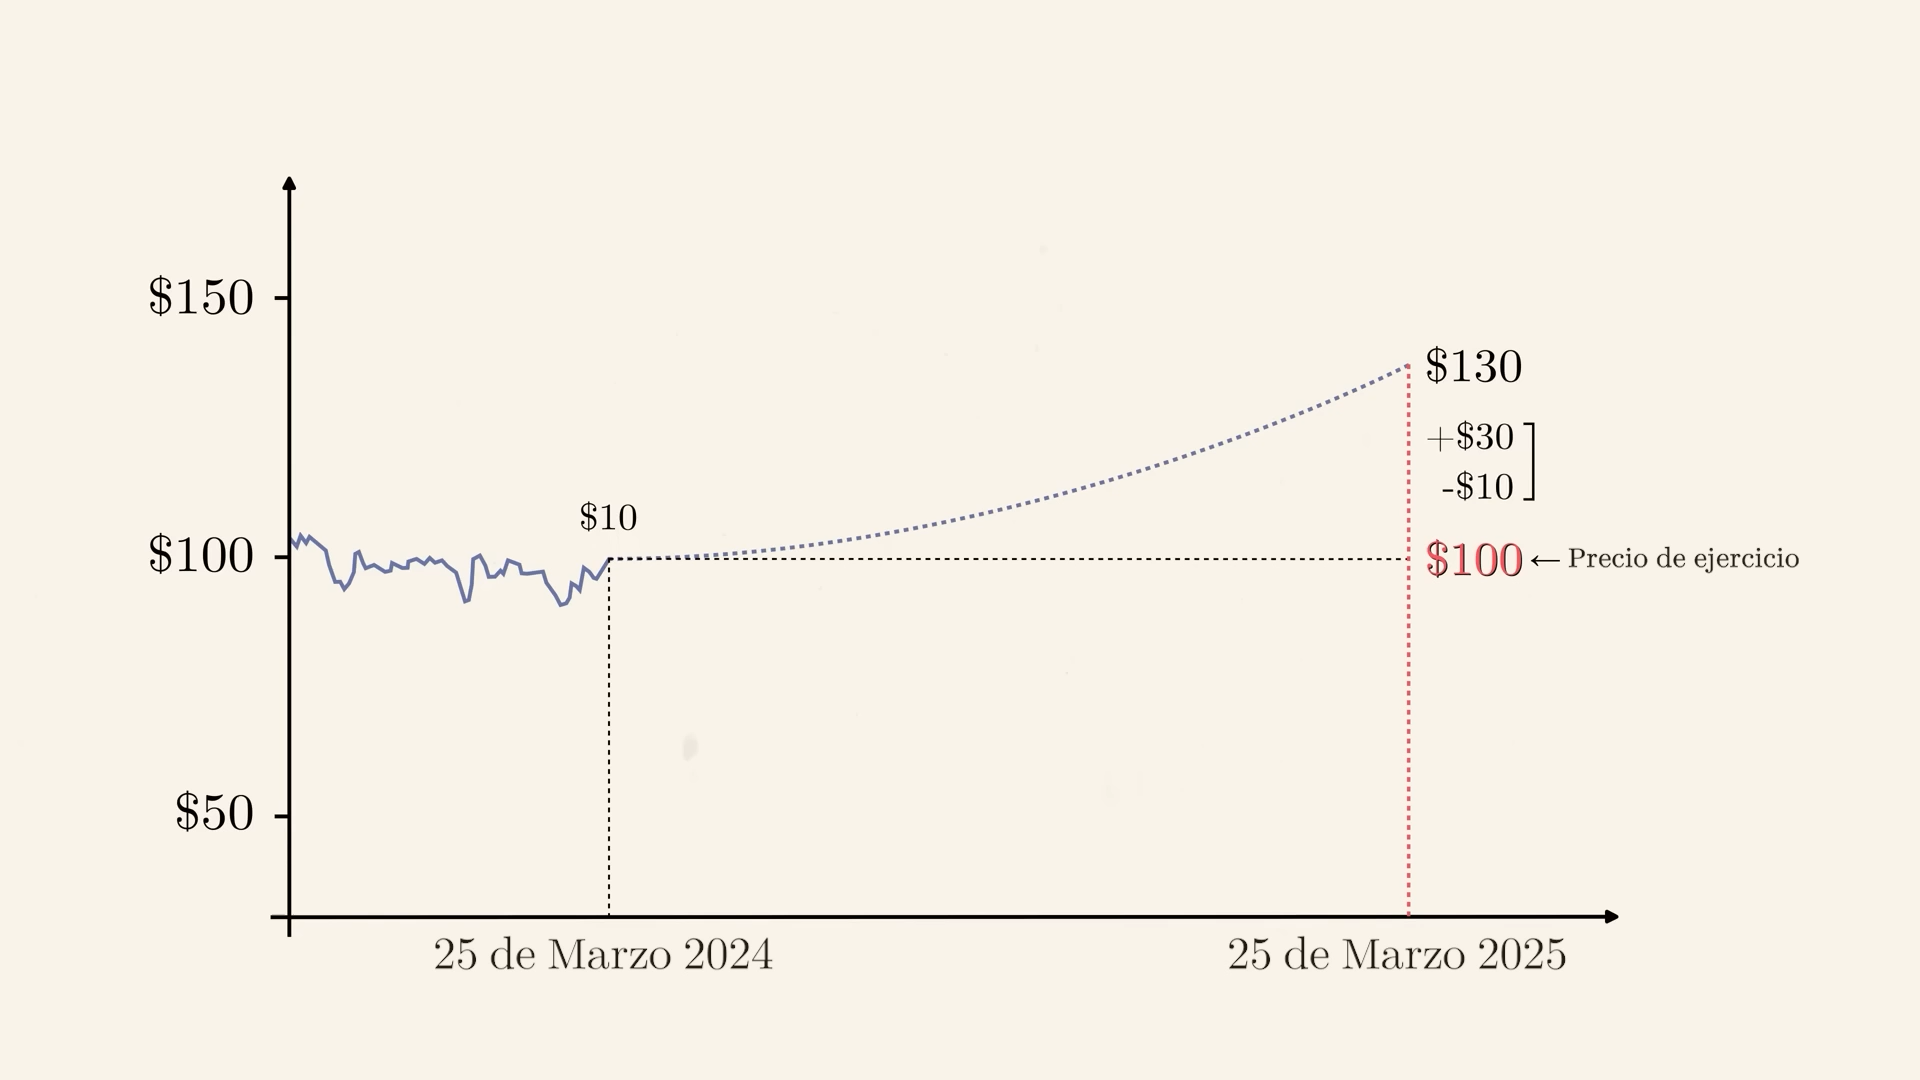 $150
$130
+$30
-$10
$10
$100
$100 ← Precio de ejercicio
$50
25 de Marzo 2024
25 de Marzo 2025